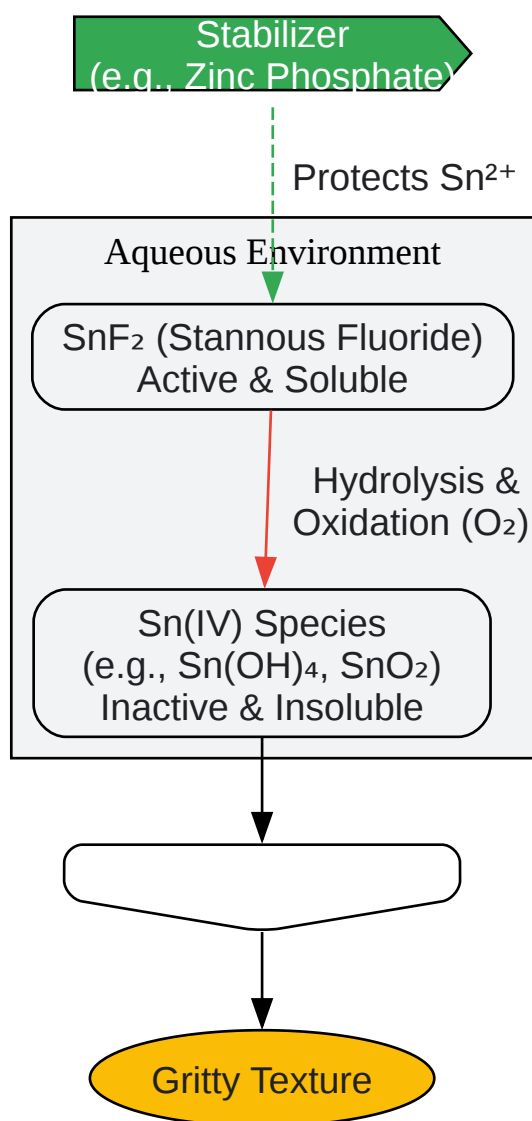 Stabilizer
(e.g., Zinc Phosphate)
Protects Sn²⁺
Aqueous Environment
SnF₂ (Stannous Fluoride)
Active & Soluble
Hydrolysis &
Oxidation (O₂)
Sn(IV) Species
(e.g., Sn(OH)₄, SnO₂)
Inactive & Insoluble
Gritty Texture